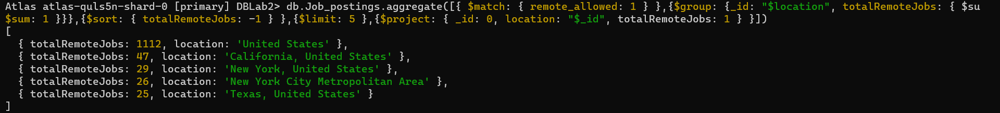 Atlas atlas-quls5n-shard-0 [primary] DBLab2> db.Job_postings.aggregate([{ $match: { remote_allowed: 1 } },{$group: {_id: "$location", totalRemoteJobs: { $su
$sum: 1 }}},{$sort: { totalRemoteJobs: -1 } },{$limit: 5 },{$project: { _id: 0, location: "$_id", totalRemoteJobs: 1 } }])
[
  { totalRemoteJobs: 1112, location: 'United States' },
  { totalRemoteJobs: 47, location: 'California, United States' },
  { totalRemoteJobs: 29, location: 'New York, United States' },
  { totalRemoteJobs: 26, location: 'New York City Metropolitan Area' },
  { totalRemoteJobs: 25, location: 'Texas, United States' }
]